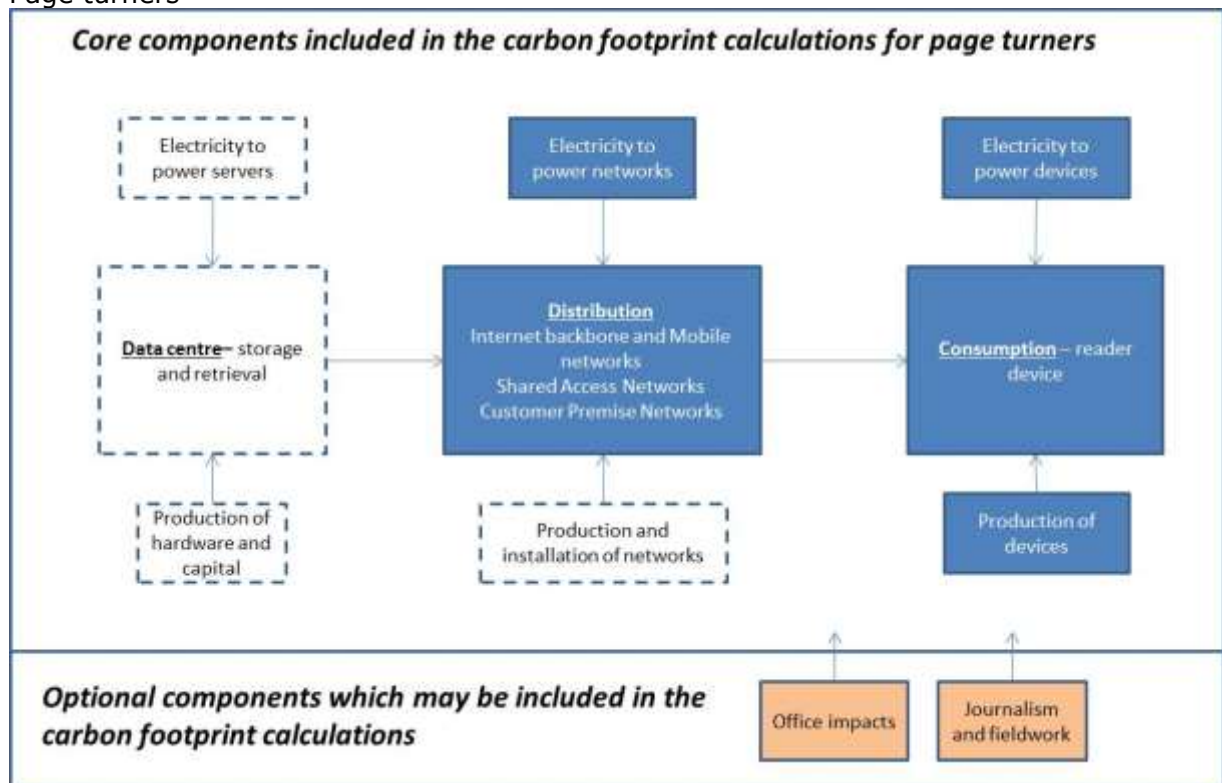 Page turners
Core components included in the carbon footprint calculations for page turners
Electricity to
power servers
Electricity to
power networks
Electricity to
power devices
Data centre– storage
and retrieval
Distribution
Internet backbone and Mobile
networks
Shared Access Networks
Customer Premise Networks
Consumption – reader
device
Production of
hardware and
capital
Production and
installation of networks
Production of
devices
Optional components which may be included in the
carbon footprint calculations
Office impacts
Journalism
and fieldwork